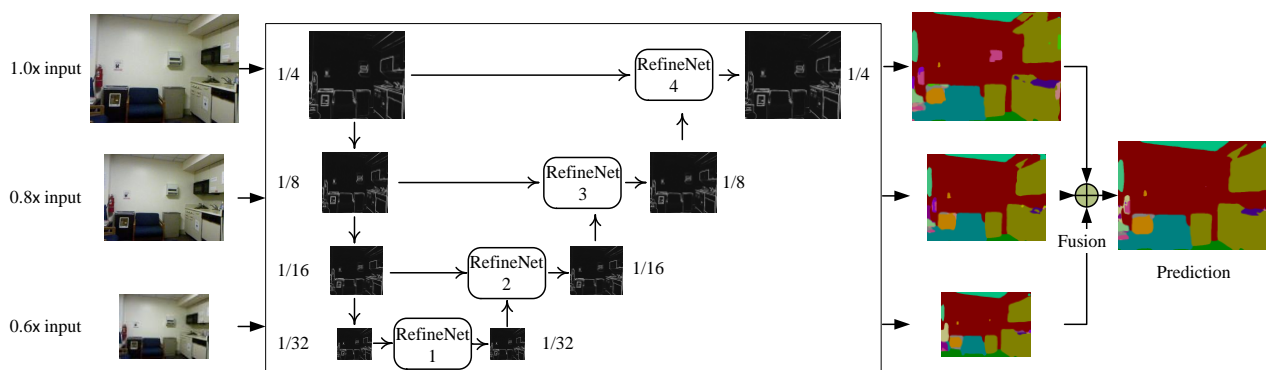 1.0x input
1/4
RefineNet
4
1/4
0.8x input
1/8
RefineNet
3
1/8
Fusion
Prediction
1/16
RefineNet
2
1/16
0.6x input
1/32
RefineNet
1
1/32